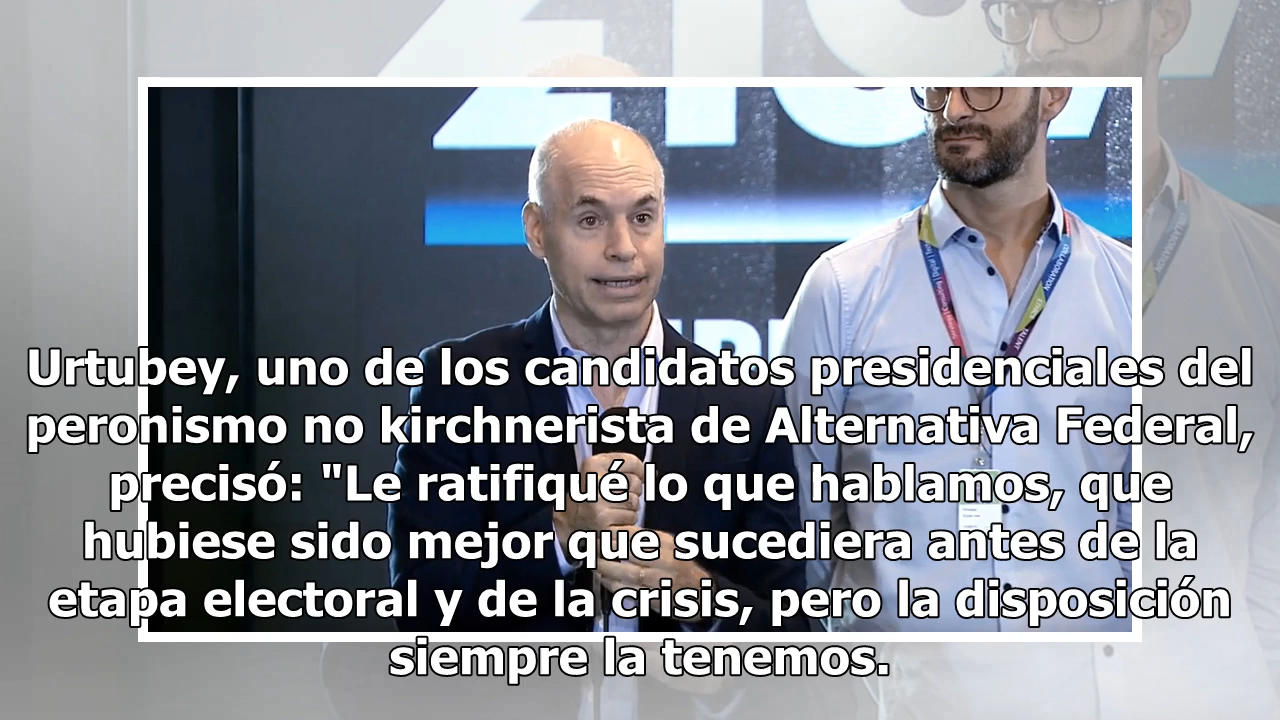 Urtubey, uno de los candidatos presidenciales del
peronismo no kirchnerista de Alternativa Federal,
precisó: "Le ratifiqué lo que hablamos, que
hubiese sido mejor que sucediera antes de la
etapa electoral y de la crisis, pero la disposición
siempre la tenemos.
COLLABORATION
TALENT